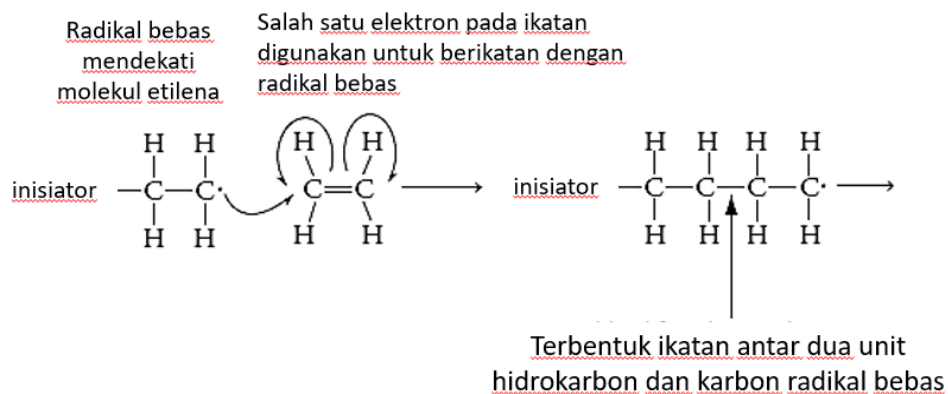 Radikal bebas
mendekati
molekul etilena
Salah satu elektron pada ikatan
digunakan untuk berikatan dengan
radikal bebas
H H H H H H H H
inisiator C C C C inisiator C C C C
H H H H H H H H
Terbentuk ikatan antar dua unit
hidrokarbon dan karbon radikal bebas